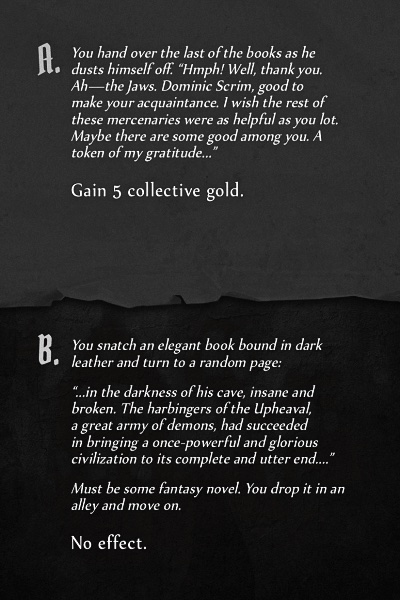 A. You hand over the last of the books as he
dusts himself off. “Hmph! Well, thank you.
Ah—the Jaws. Dominic Scrim, good to
make your acquaintance. I wish the rest of
these mercenaries were as helpful as you lot.
Maybe there are some good among you. A
token of my gratitude...”
Gain 5 collective gold.
B. You snatch an elegant book bound in dark
leather and turn to a random page:
“...in the darkness of his cave, insane and
broken. The harbingers of the Upheaval,
a great army of demons, had succeeded
in bringing a once-powerful and glorious
civilization to its complete and utter end....”
Must be some fantasy novel. You drop it in an
alley and move on.
No effect.